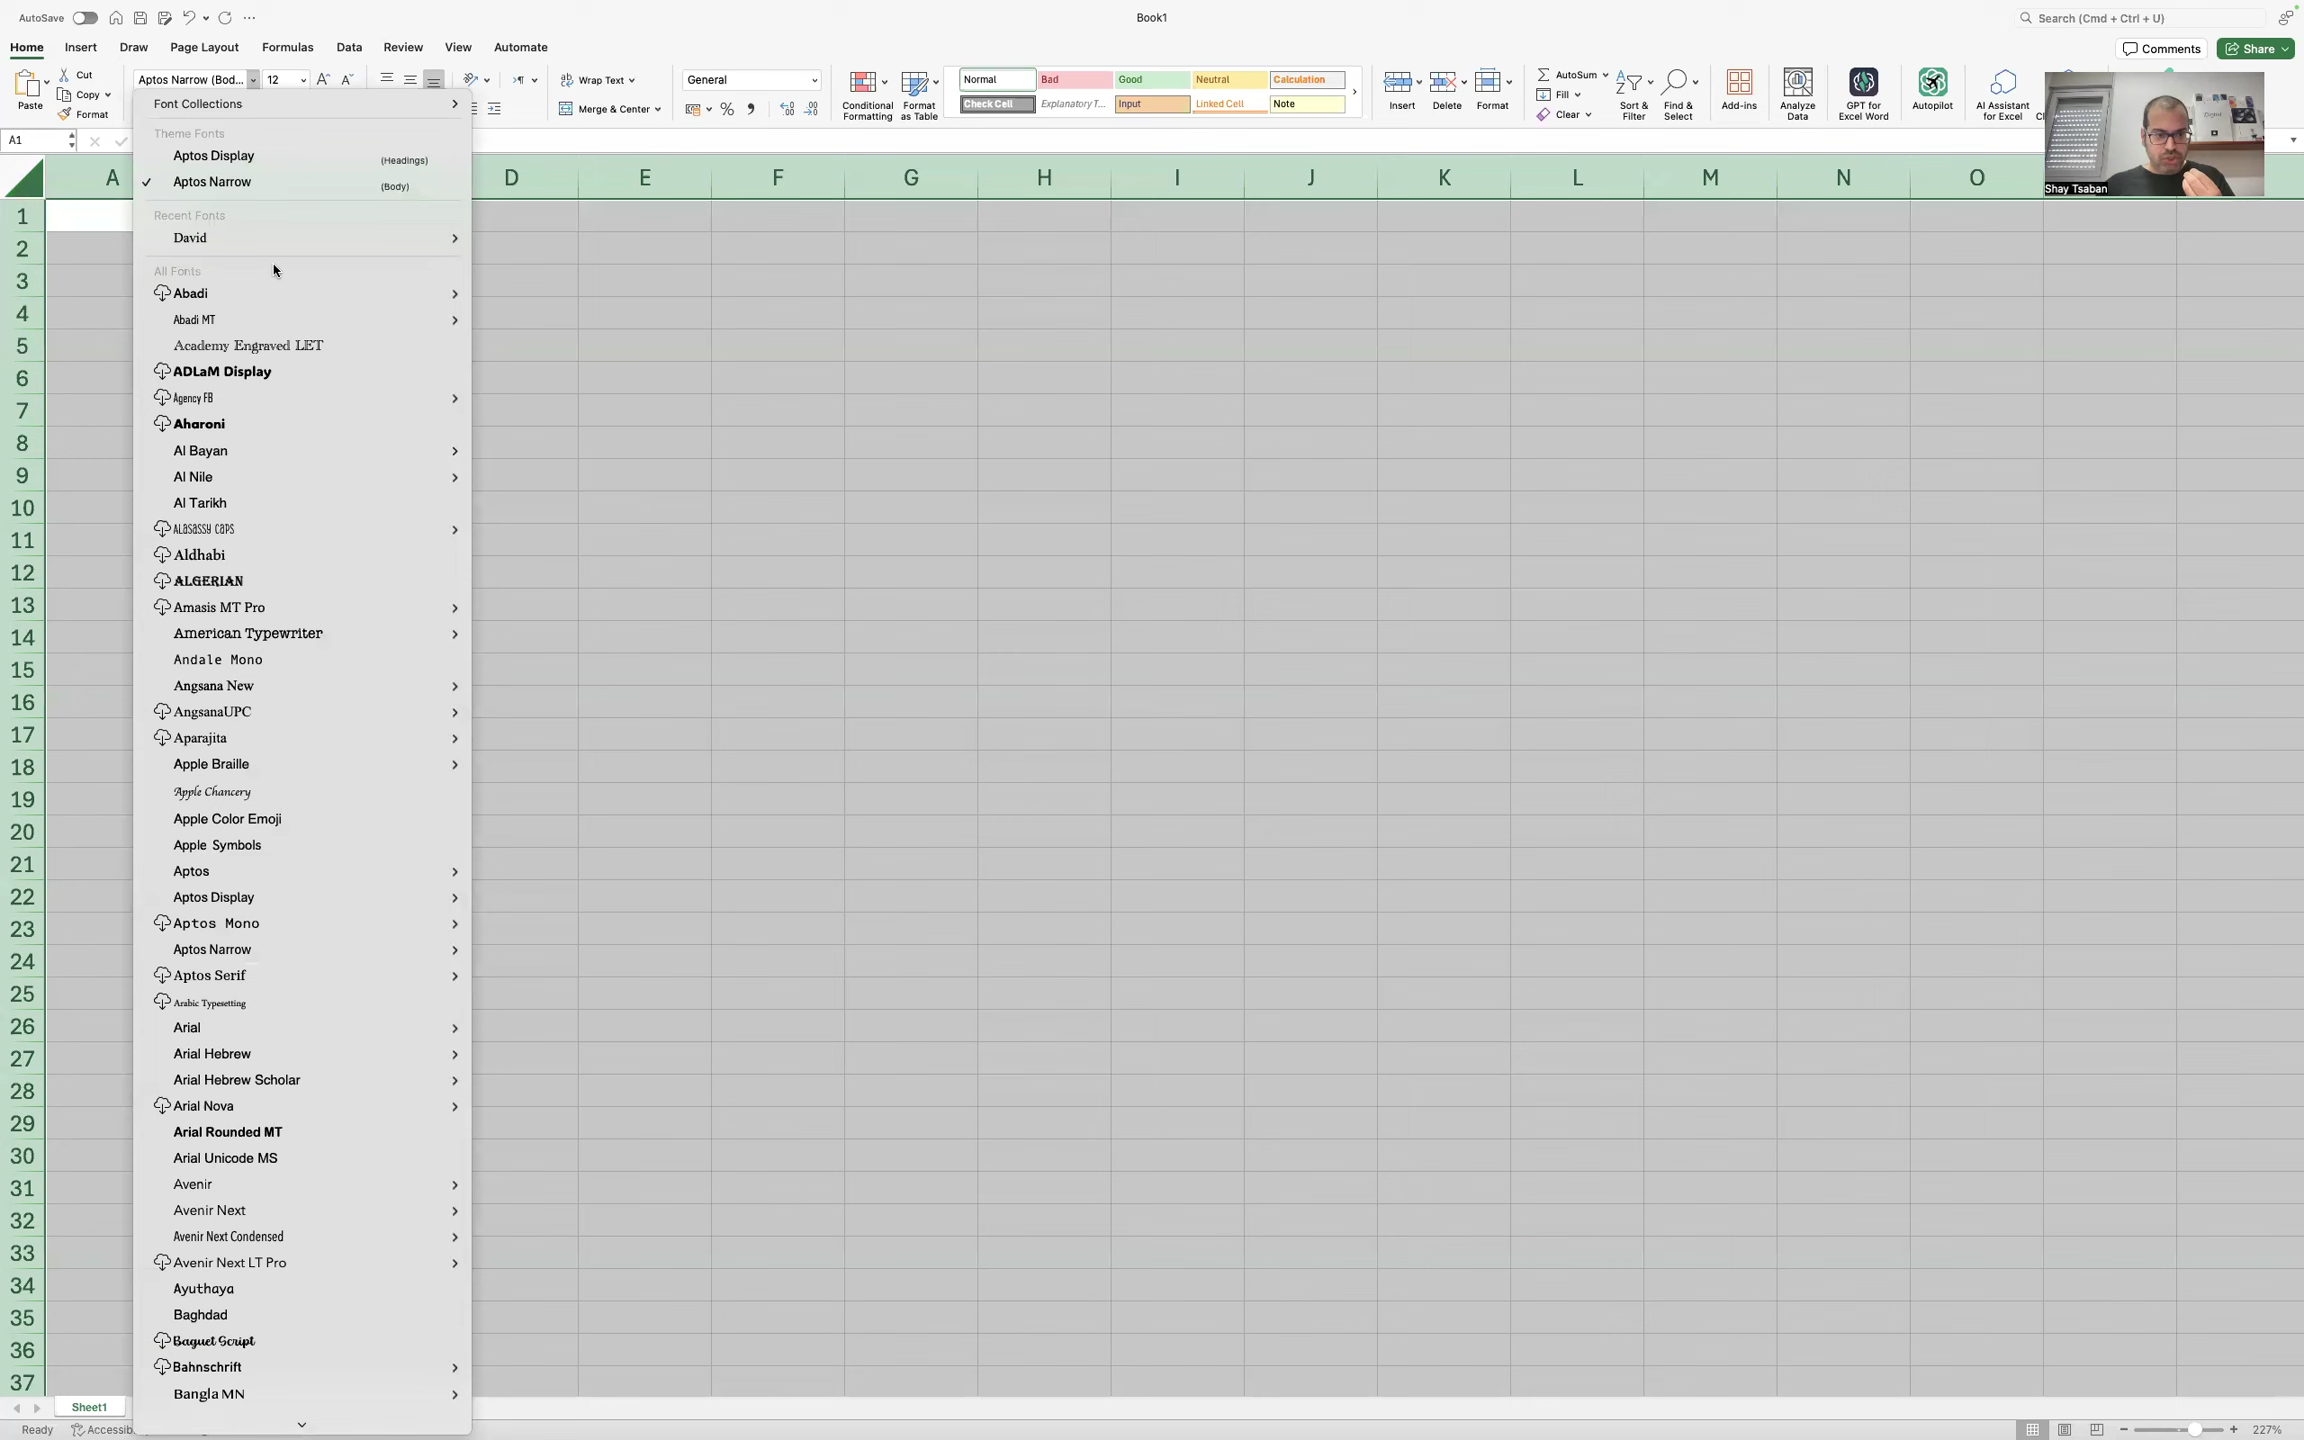 AutoSave
Book1
Search (Cmd + Ctrl + U)
Home Insert Draw Page Layout Formulas Data Review View Automate
Comments
Share
Paste
Cut
Copy
Format
Aptos Narrow (Bod...
12
Wrap Text
Merge & Center
General
Conditional Formatting
Format as Table
Normal Bad Good Neutral Calculation
Check Cell Explanatory T... Input Linked Cell Note
Insert
Delete
Format
AutoSum
Fill
Clear
Sort & Filter
Find & Select
Add-ins
Analyze Data
GPT for Excel Word
Autopilot
AI Assistant for Excel
Shay Tsaban
A1
Font Collections
Theme Fonts
Aptos Display (Headings)
Aptos Narrow (Body)
Recent Fonts
David
All Fonts
Abadi
Abadi MT
Academy Engraved LET
ADLaM Display
Agency FB
Aharoni
Al Bayan
Al Nile
Al Tarikh
ALASASSY CAPS
Aldhabi
ALGERIAN
Amasis MT Pro
American Typewriter
Andale Mono
Angsana New
AngsanaUPC
Aparajita
Apple Braille
Apple Chancery
Apple Color Emoji
Apple Symbols
Aptos
Aptos Display
Aptos Mono
Aptos Narrow
Aptos Serif
Arabic Typesetting
Arial
Arial Hebrew
Arial Hebrew Scholar
Arial Nova
Arial Rounded MT
Arial Unicode MS
Avenir
Avenir Next
Avenir Next Condensed
Avenir Next LT Pro
Ayuthaya
Baghdad
Baguet Script
Bahnschrift
Bangla MN
A D E F G H I J K L M N O
1
2
3
4
5
6
7
8
9
10
11
12
13
14
15
16
17
18
19
20
21
22
23
24
25
26
27
28
29
30
31
32
33
34
35
36
37
Sheet1
Ready
227%